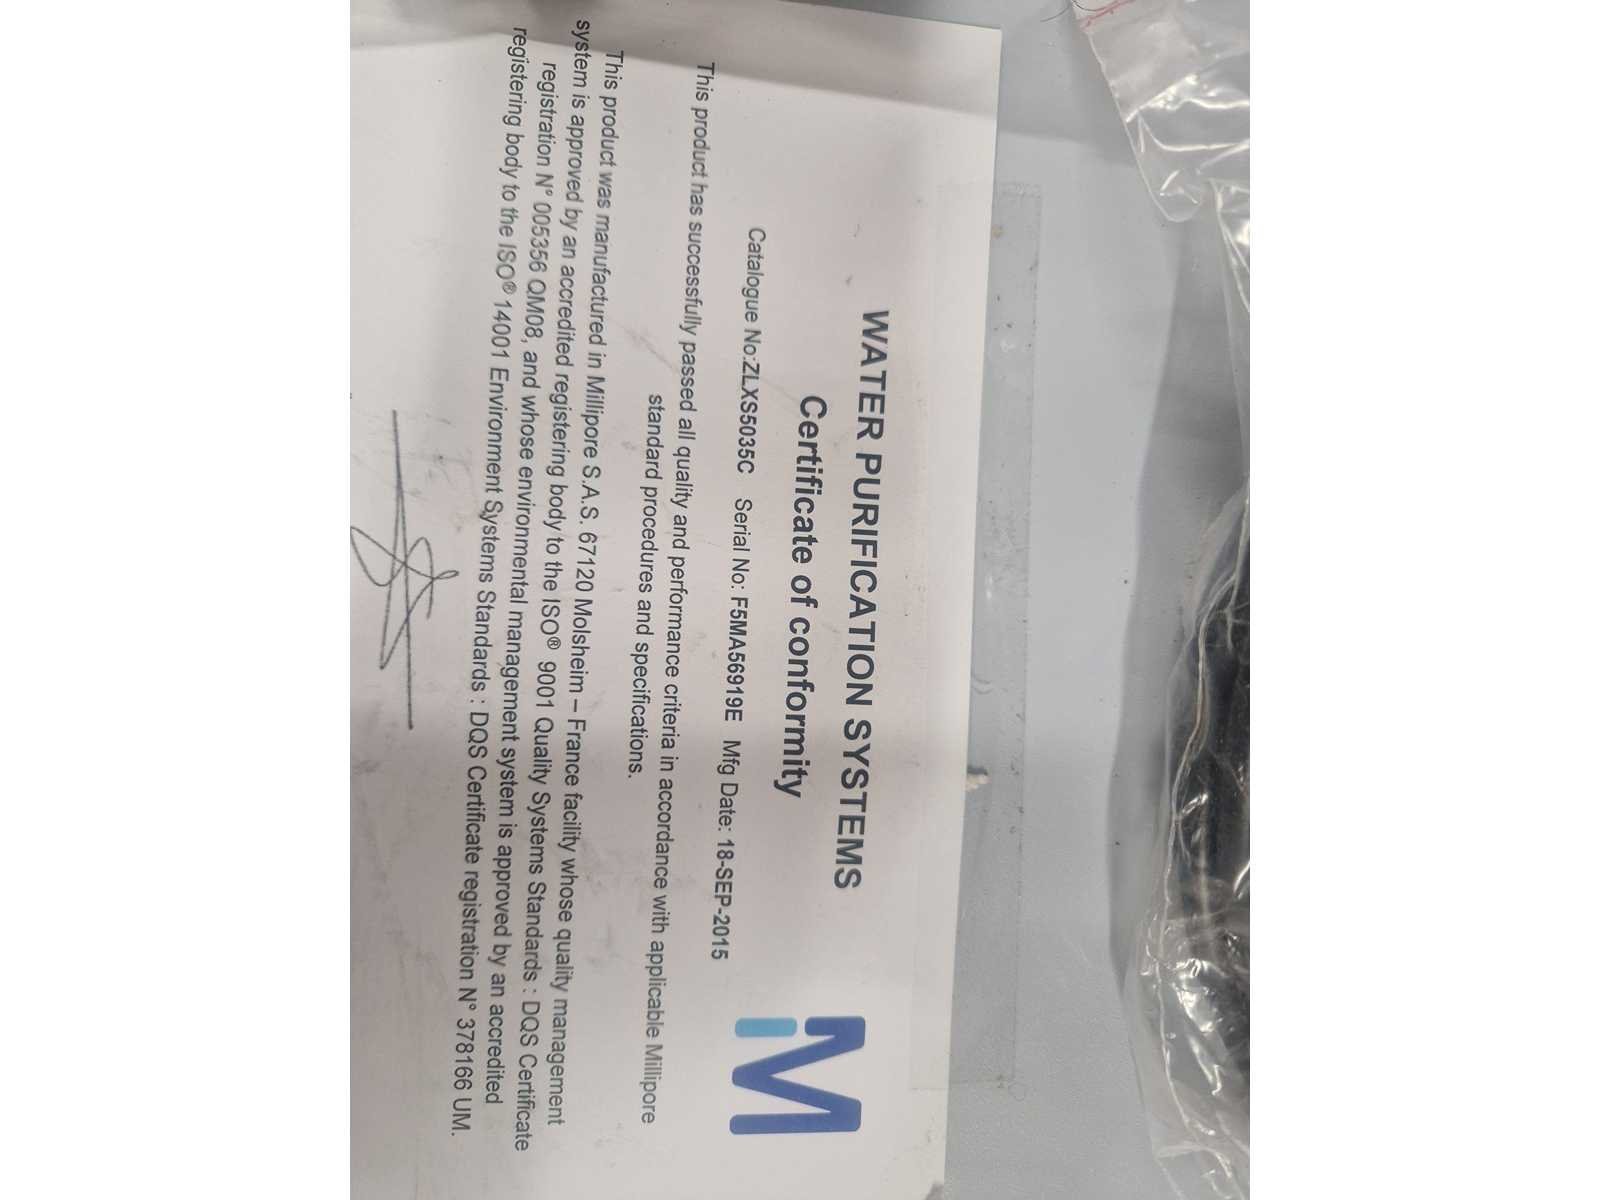 WATER PURIFICATION SYSTEMS
Certificate of conformity
Catalogue No:ZLXS5035C Serial No: F5MA56919E Mfg Date: 18-SEP-2015
This product has successfully passed all quality and performance criteria in accordance with applicable Millipore
standard procedures and specifications.
This product was manufactured in Millipore S.A.S. 67120 Molsheim – France facility whose quality management
system is approved by an accredited registering body to the ISO® 9001 Quality Systems Standards : DQS Certificate
registration N° 005356 QM08, and whose environmental management system is approved by an accredited
registering body to the ISO® 14001 Environment Systems Standards : DQS Certificate registration N° 378166 UM.